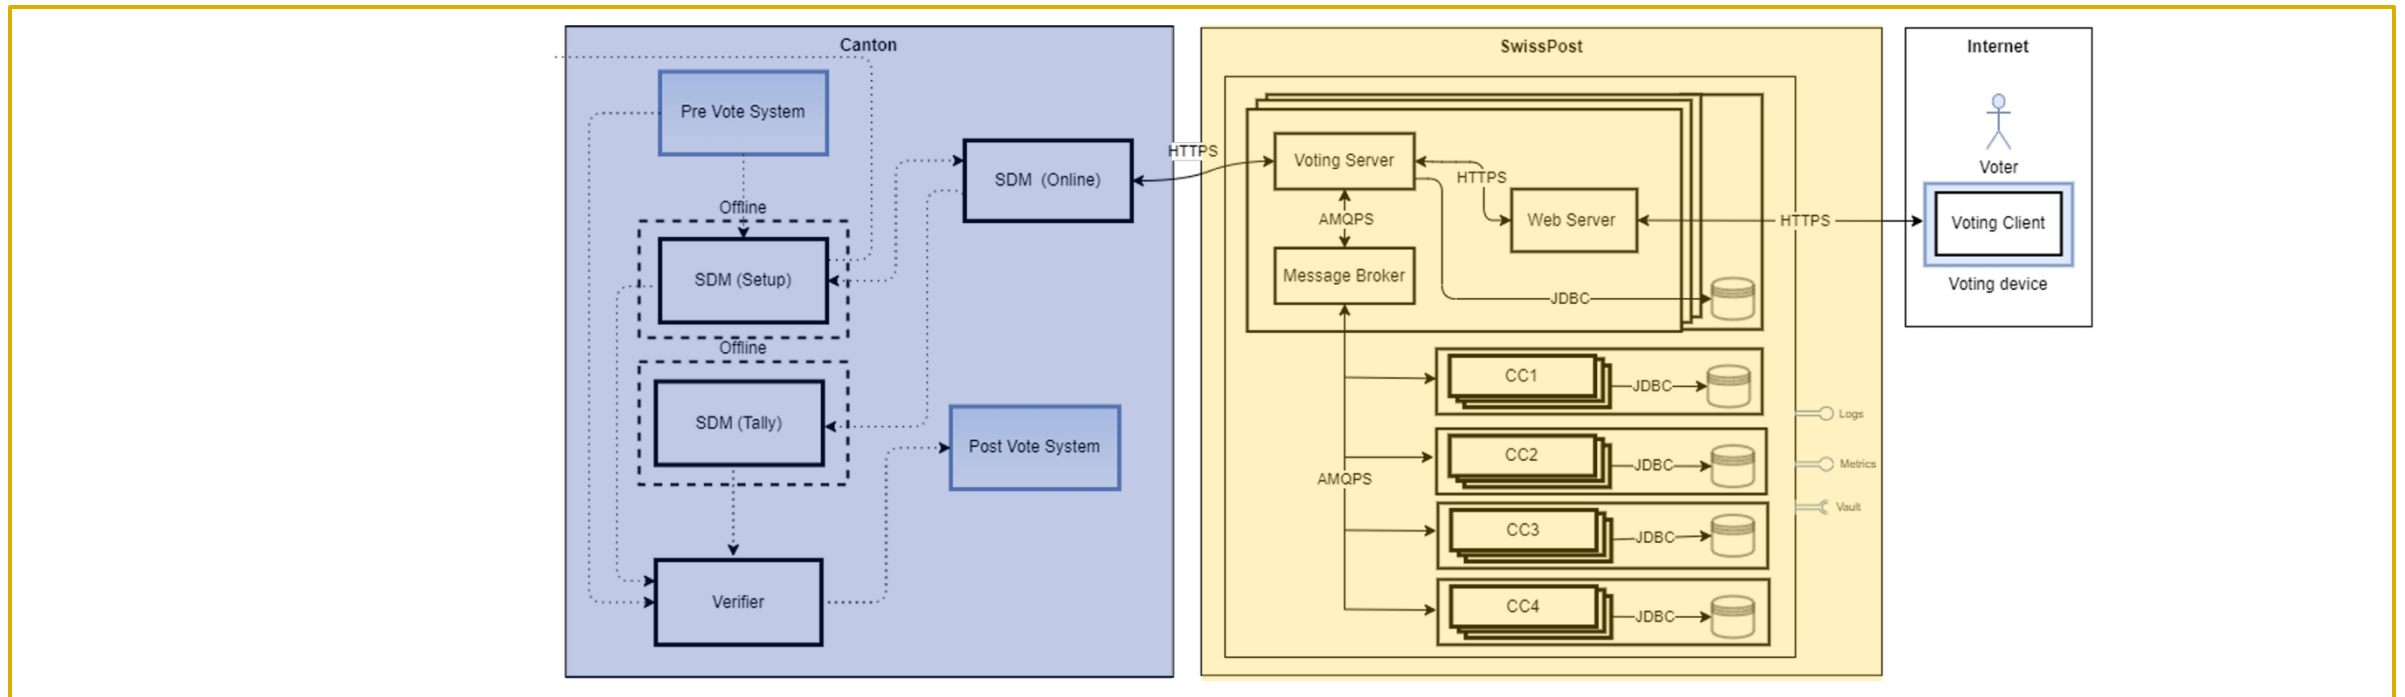 Canton
Pre Vote System
Offline
SDM (Setup)
Offline
SDM (Tally)
Verifier
SDM (Online)
Post Vote System
HTTPS
SwissPost
Voting Server
HTTPS
AMQPS
Web Server
Message Broker
JDBC
CC1
JDBC
CC2
JDBC
AMQPS
CC3
JDBC
CC4
JDBC
Logs
Metrics
Vault
HTTPS
Internet
Voter
Voting Client
Voting device